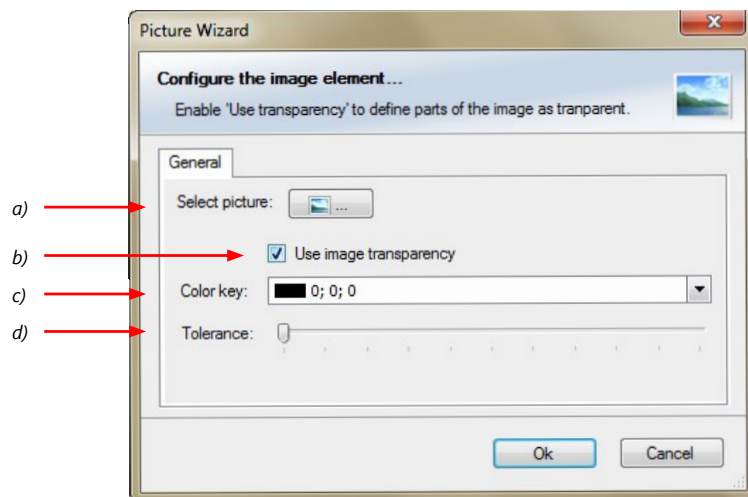 Picture Wizard
Configure the image element...
Enable 'Use transparency' to define parts of the image as tranparent.
General
a) Select picture: ...
b) Use image transparency
c) Color key: 0; 0; 0
d) Tolerance:
Ok Cancel